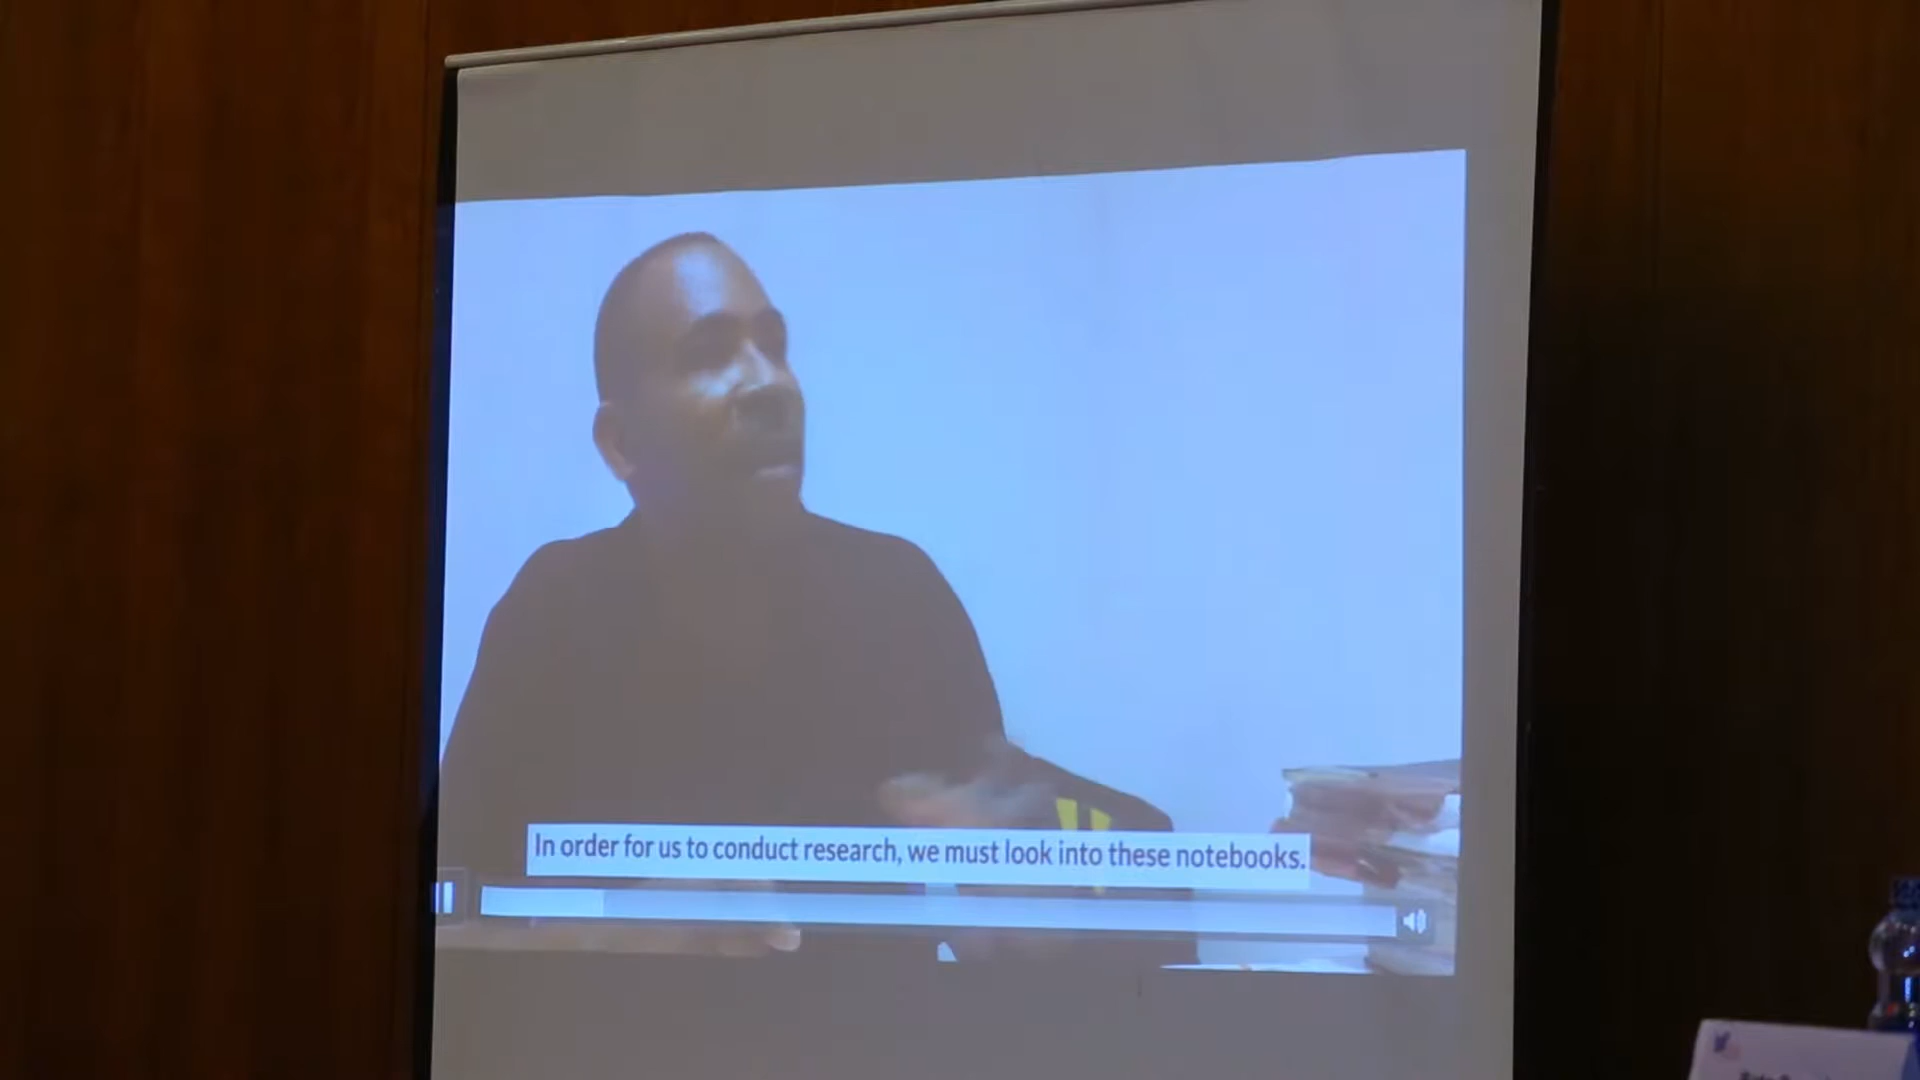 In order for us to conduct research, we must look into these notebooks.